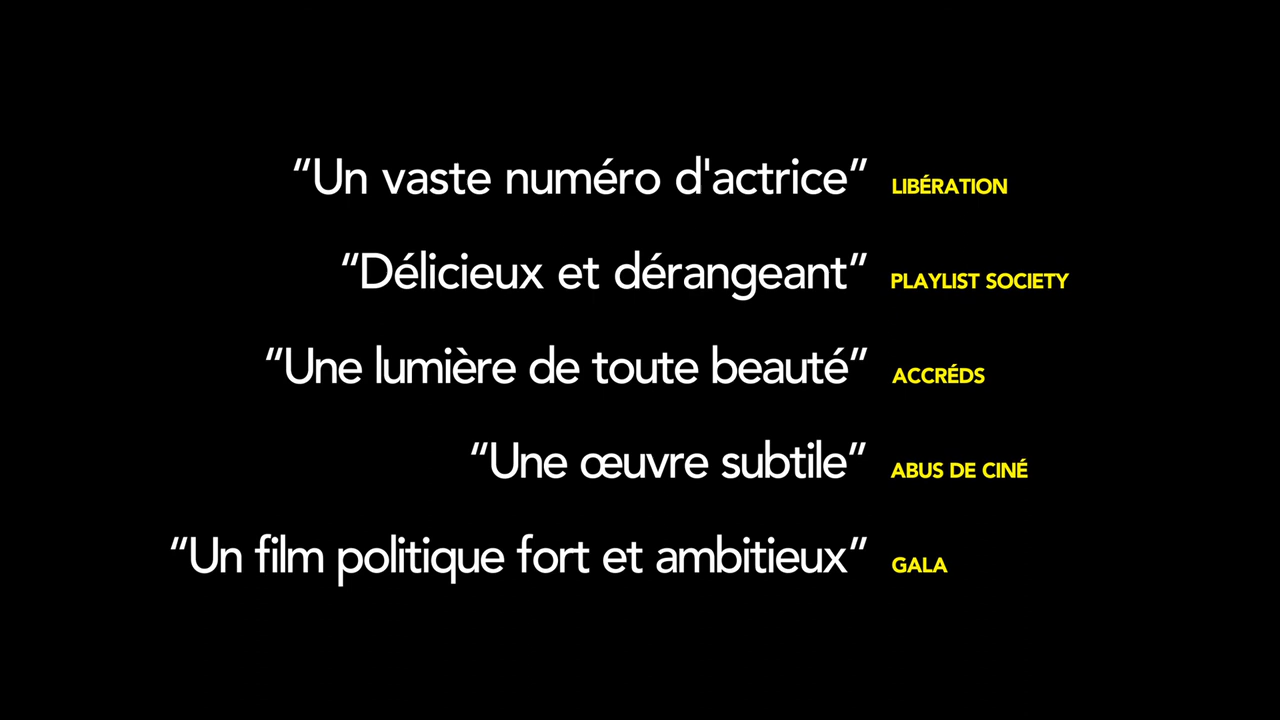 “Un vaste numéro d'actrice” LIBÉRATION
“Délicieux et dérangeant” PLAYLIST SOCIETY
“Une lumière de toute beauté” ACCRÉDS
“Une œuvre subtile” ABUS DE CINÉ
“Un film politique fort et ambitieux” GALA